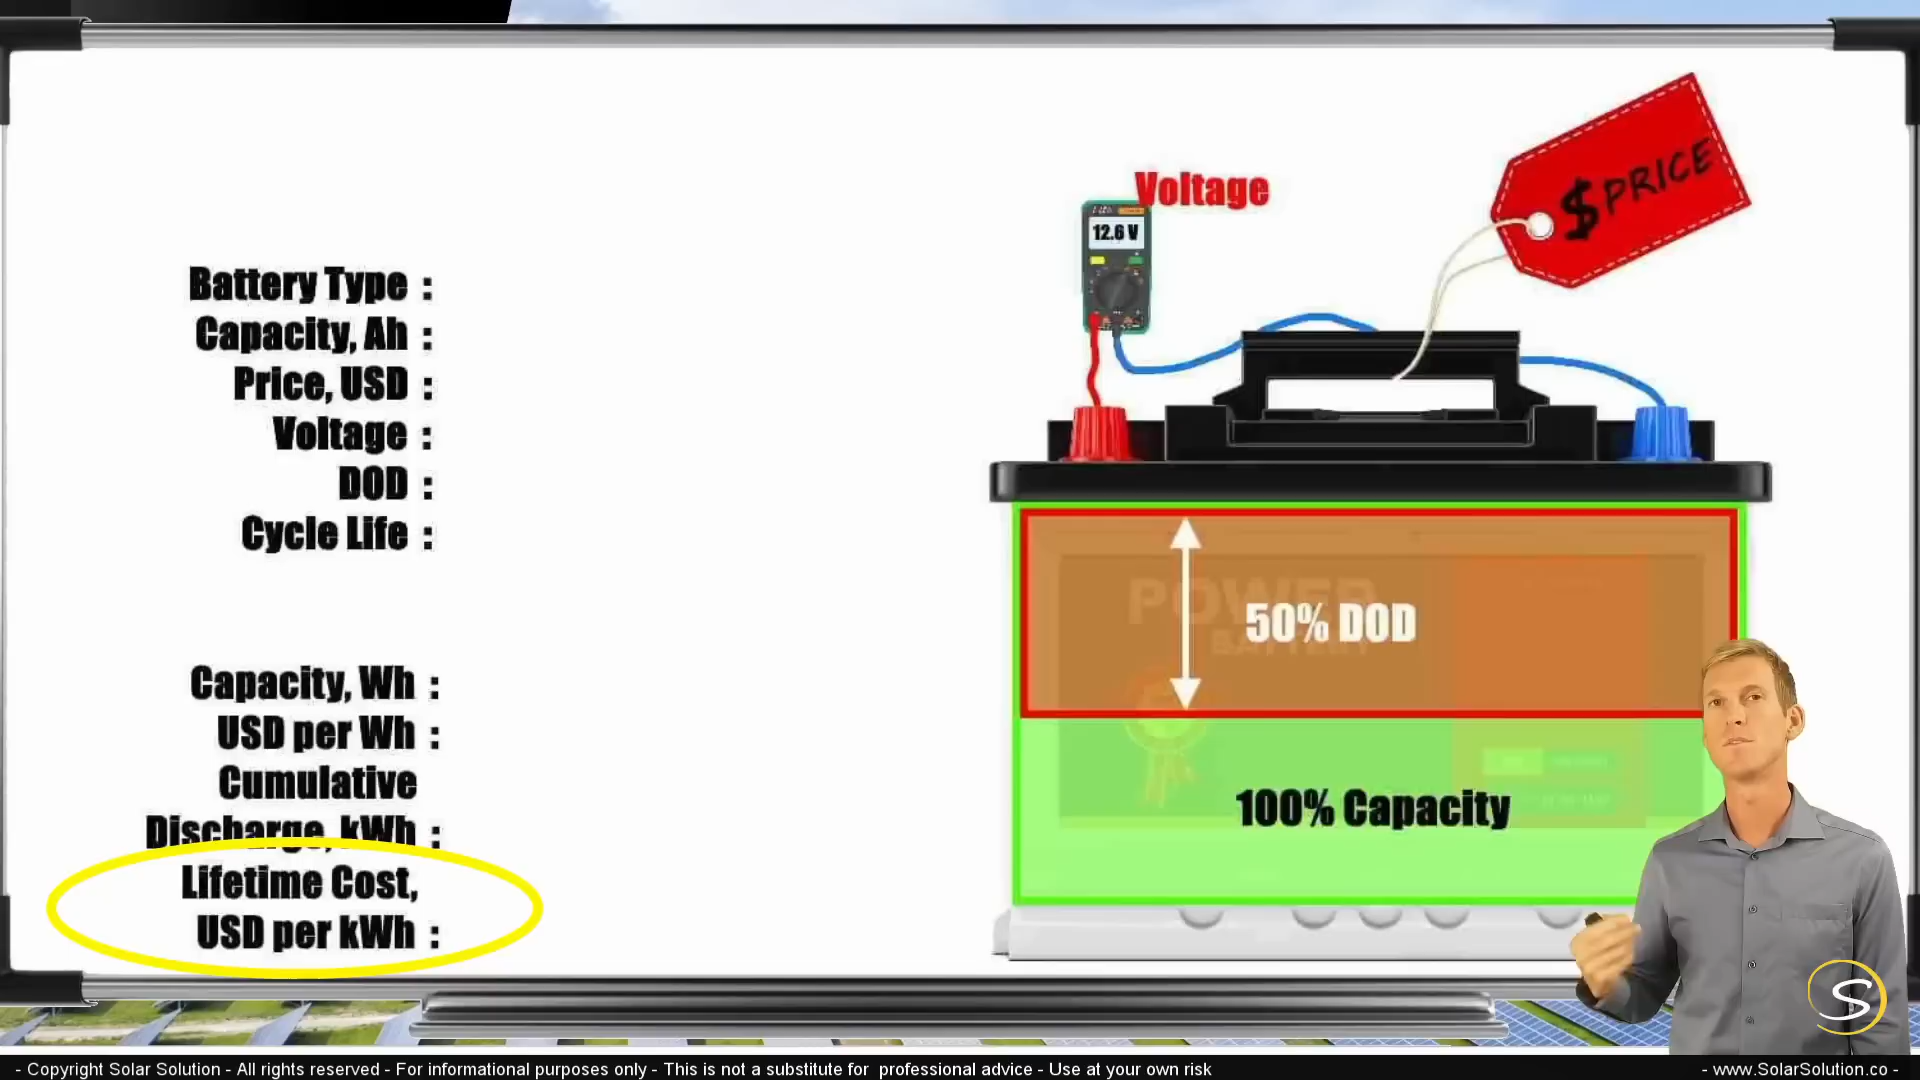 Voltage
12.6 V
$ PRICE
Battery Type :
Capacity, Ah :
Price, USD :
Voltage :
DOD :
Cycle Life :
Capacity, Wh :
USD per Wh :
Cumulative
Discharge, kWh :
Lifetime Cost,
USD per kWh :
POWER
BATTERY
50% DOD
100% Capacity
S
- Copyright Solar Solution - All rights reserved - For informational purposes only - This is not a substitute for professional advice - Use at your own risk
- www.SolarSolution.co -